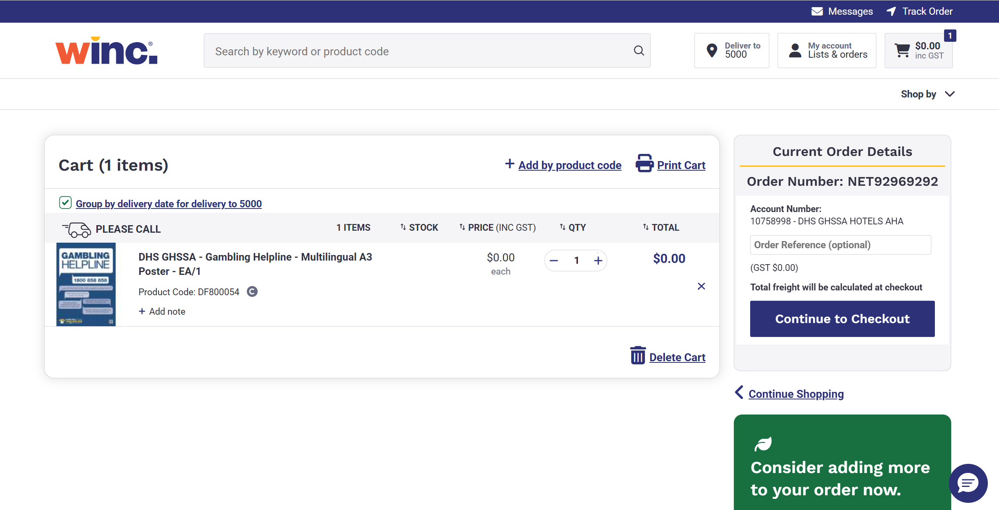 Messages
Track Order
winc.®
Search by keyword or product code
Deliver to
5000
My account
Lists & orders
1
$0.00
inc GST
Shop by
Cart (1 items)
+ Add by product code
Print Cart
Group by delivery date for delivery to 5000
PLEASE CALL
1 ITEMS
STOCK
PRICE (INC GST)
QTY
TOTAL
GAMBLING
HELPLINE
1800 858 858
DHS GHSSA - Gambling Helpline - Multilingual A3
Poster - EA/1
Product Code: DF800054 C
+ Add note
$0.00
each
1
$0.00
Delete Cart
Current Order Details
Order Number: NET92969292
Account Number:
10758998 - DHS GHSSA HOTELS AHA
Order Reference (optional)
(GST $0.00)
Total freight will be calculated at checkout
Continue to Checkout
Continue Shopping
Consider adding more
to your order now.